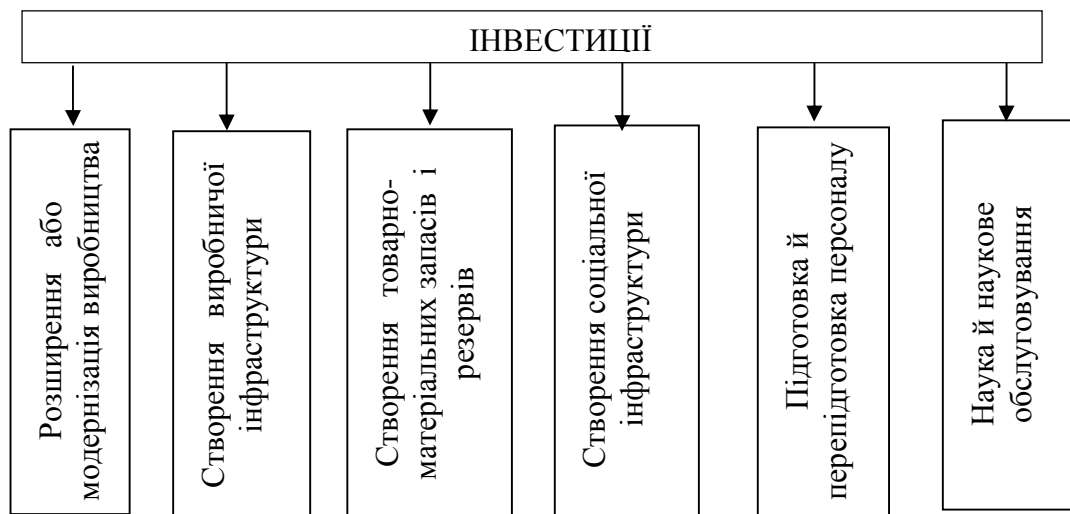 ІНВЕСТИЦІЇ
Розширення або
модернізація виробництва
Створення виробничої
інфраструктури
Створення товарно-
матеріальних запасів і
резервів
Створення соціальної
інфраструктури
Підготовка й
перепідготовка персоналу
Наука й наукове
обслуговування